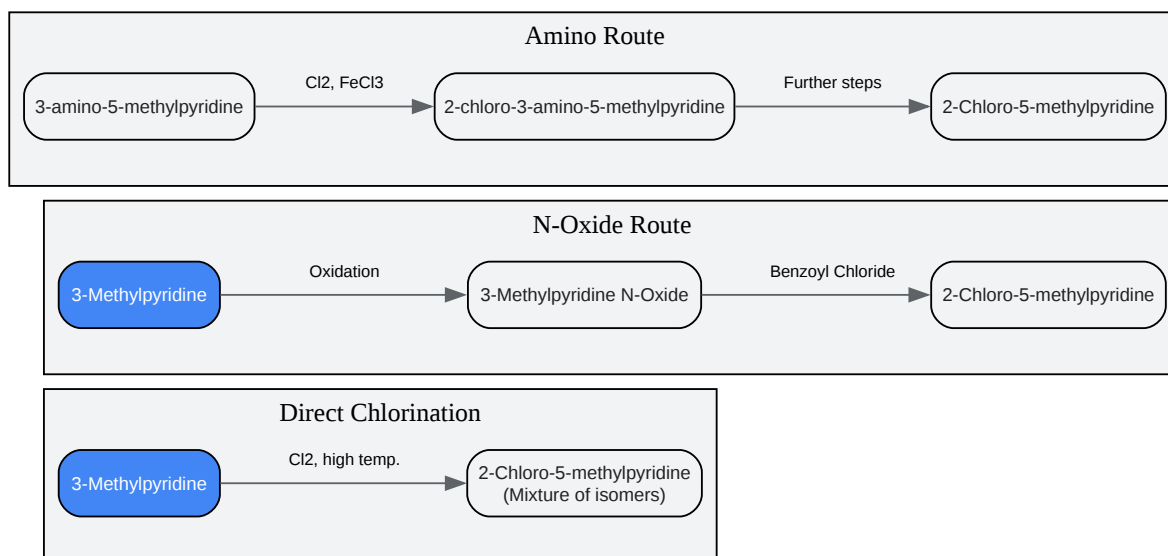 Amino Route
3-amino-5-methylpyridine
Cl2, FeCl3
2-chloro-3-amino-5-methylpyridine
Further steps
2-Chloro-5-methylpyridine
N-Oxide Route
3-Methylpyridine
Oxidation
3-Methylpyridine N-Oxide
Benzoyl Chloride
2-Chloro-5-methylpyridine
Direct Chlorination
3-Methylpyridine
Cl2, high temp.
2-Chloro-5-methylpyridine
(Mixture of isomers)